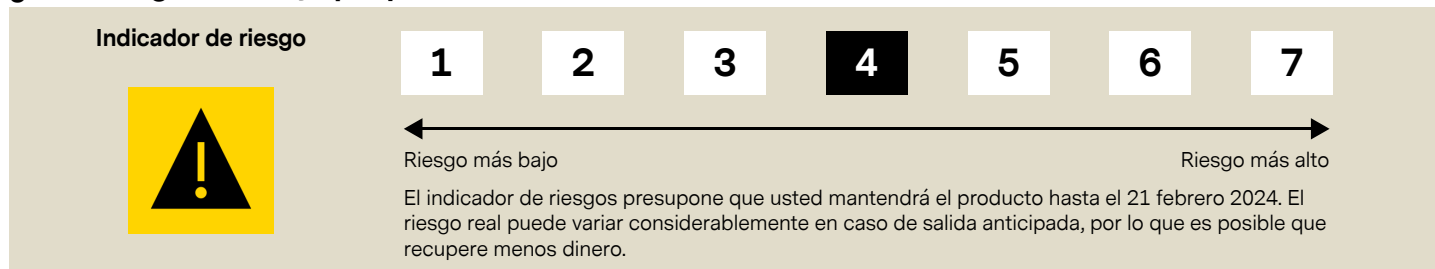 Indicador de riesgo
1 2 3 4 5 6 7
Riesgo más bajo
Riesgo más alto
El indicador de riesgos presupone que usted mantendrá el producto hasta el 21 febrero 2024. El
riesgo real puede variar considerablemente en caso de salida anticipada, por lo que es posible que
recupere menos dinero.